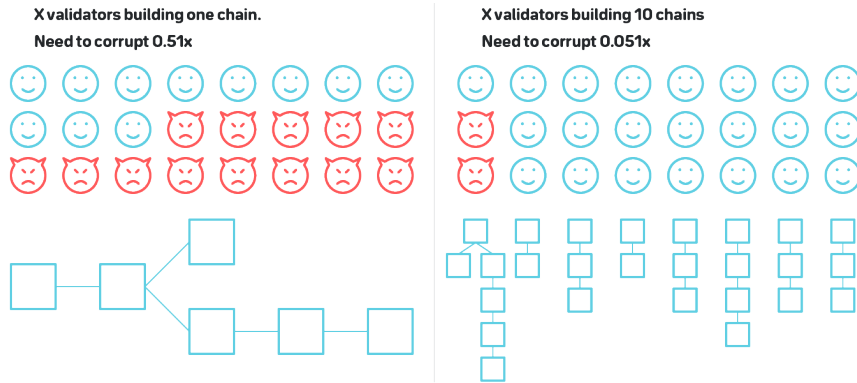 X validators building one chain.
Need to corrupt 0.51x
X validators building 10 chains
Need to corrupt 0.051x